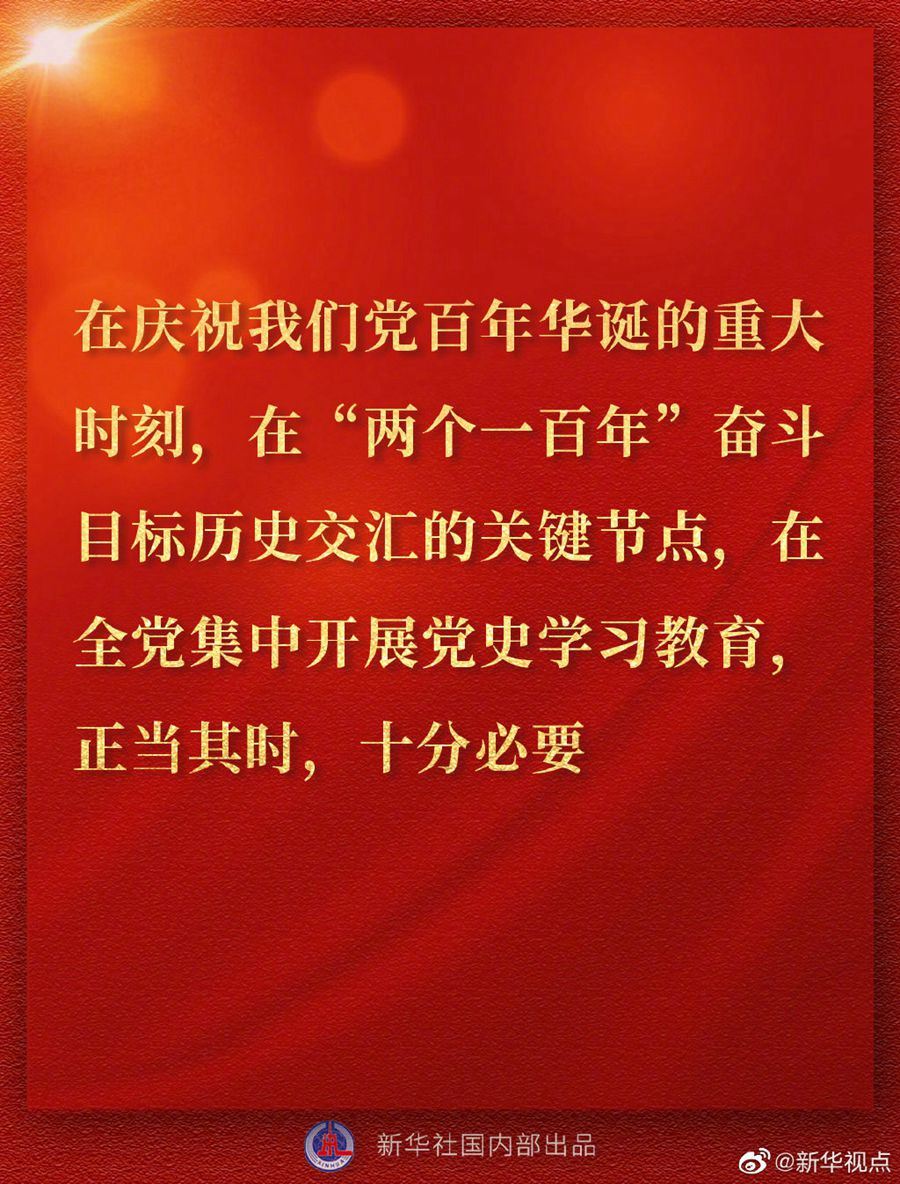 在庆祝我们党百年华诞的重大
时刻，在“两个一百年”奋斗
目标历史交汇的关键节点，在
全党集中开展党史学习教育，
正当其时，十分必要
XINHUA
新华社国内部出品
@新华视点